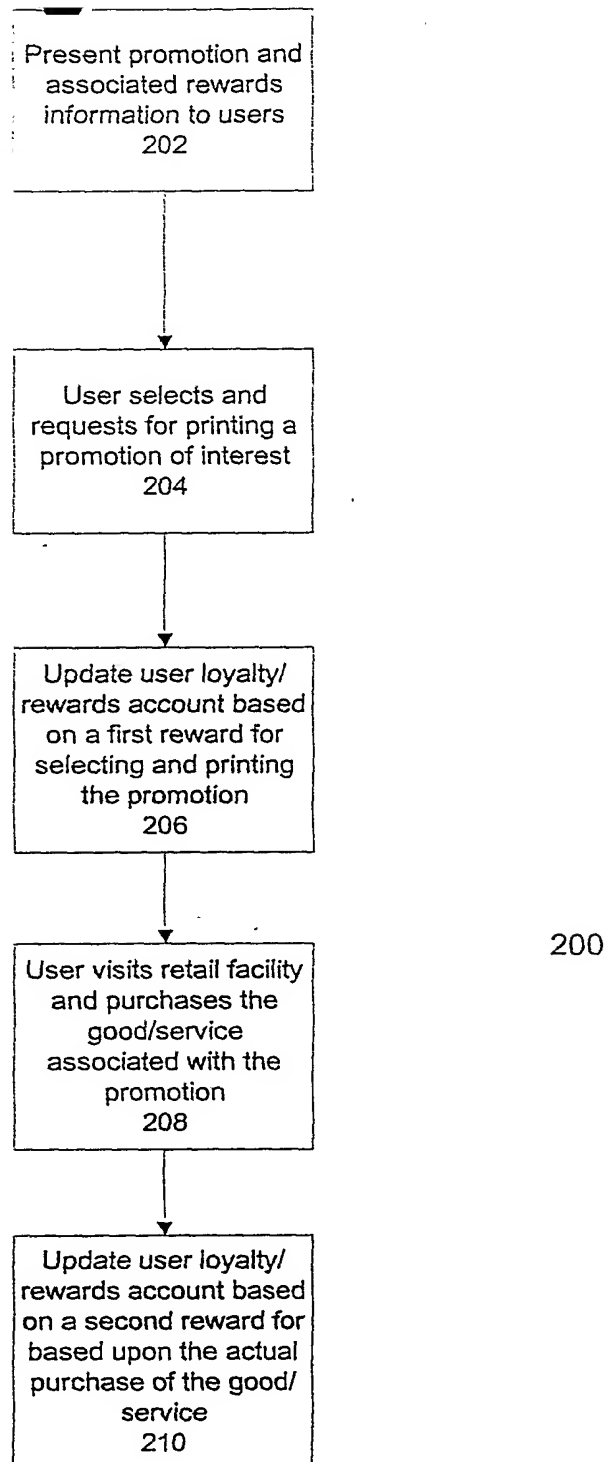 Present promotion and
associated rewards
information to users
202
User selects and
requests for printing a
promotion of interest
204
Update user loyalty/
rewards account based
on a first reward for
selecting and printing
the promotion
206
200
User visits retail facility
and purchases the
good/service
associated with the
promotion
208
Update user loyalty/
rewards account based
on a second reward for
based upon the actual
purchase of the good/
service
210